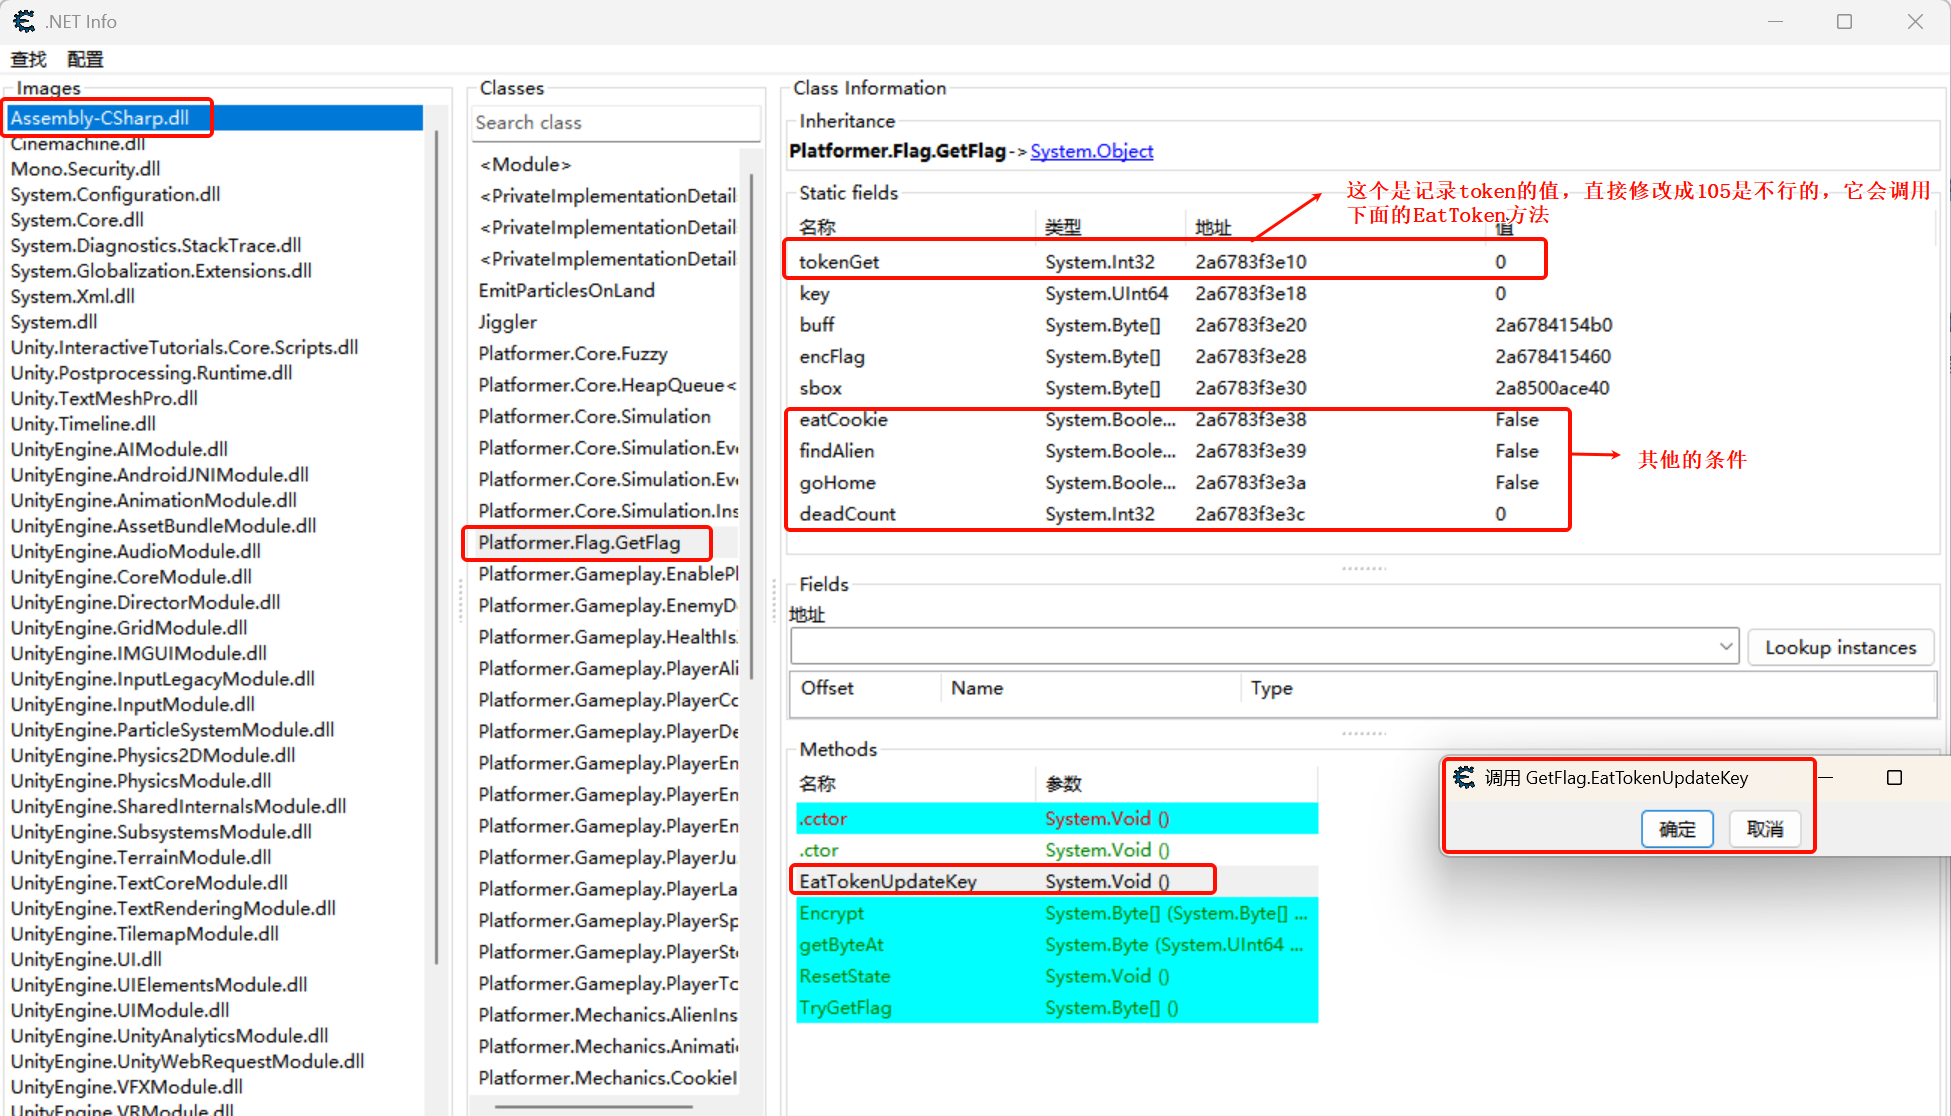 .NET Info
查找 配置
Images
Assembly-CSharp.dll
Cinemachine.dll
Mono.Security.dll
System.Configuration.dll
System.Core.dll
System.Diagnostics.StackTrace.dll
System.Globalization.Extensions.dll
System.Xml.dll
System.dll
Unity.InteractiveTutorials.Core.Scripts.dll
Unity.Postprocessing.Runtime.dll
Unity.TextMeshPro.dll
Unity.Timeline.dll
UnityEngine.AIModule.dll
UnityEngine.AndroidJNIModule.dll
UnityEngine.AnimationModule.dll
UnityEngine.AssetBundleModule.dll
UnityEngine.AudioModule.dll
UnityEngine.CoreModule.dll
UnityEngine.DirectorModule.dll
UnityEngine.GridModule.dll
UnityEngine.IMGUIModule.dll
UnityEngine.InputLegacyModule.dll
UnityEngine.InputModule.dll
UnityEngine.ParticleSystemModule.dll
UnityEngine.Physics2DModule.dll
UnityEngine.PhysicsModule.dll
UnityEngine.SharedInternalsModule.dll
UnityEngine.SubsystemsModule.dll
UnityEngine.TerrainModule.dll
UnityEngine.TextCoreModule.dll
UnityEngine.TextRenderingModule.dll
UnityEngine.TilemapModule.dll
UnityEngine.UI.dll
UnityEngine.UIElementsModule.dll
UnityEngine.UIModule.dll
UnityEngine.UnityAnalyticsModule.dll
UnityEngine.UnityWebRequestModule.dll
UnityEngine.VFXModule.dll
UnityEngine.VRModule.dll
Classes
Search class
<Module>
<PrivateImplementationDetail
<PrivateImplementationDetail
<PrivateImplementationDetail
EmitParticlesOnLand
Jiggler
Platformer.Core.Fuzzy
Platformer.Core.HeapQueue<
Platformer.Core.Simulation
Platformer.Core.Simulation.Ev
Platformer.Core.Simulation.Ev
Platformer.Core.Simulation.Ins
Platformer.Flag.GetFlag
Platformer.Gameplay.EnablePl
Platformer.Gameplay.EnemyD
Platformer.Gameplay.HealthIs
Platformer.Gameplay.PlayerAli
Platformer.Gameplay.PlayerCo
Platformer.Gameplay.PlayerDe
Platformer.Gameplay.PlayerEn
Platformer.Gameplay.PlayerEn
Platformer.Gameplay.PlayerEn
Platformer.Gameplay.PlayerJu
Platformer.Gameplay.PlayerLa
Platformer.Gameplay.PlayerSp
Platformer.Gameplay.PlayerSt
Platformer.Gameplay.PlayerTo
Platformer.Mechanics.AlienIns
Platformer.Mechanics.Animati
Platformer.Mechanics.CookieI
Class Information
Inheritance
Platformer.Flag.GetFlag->System.Object
Static fields
这个是记录token的值，直接修改成105是不行的，它会调用
下面的EatToken方法
名称 类型 地址 值
tokenGet System.Int32 2a6783f3e10 0
key System.UInt64 2a6783f3e18 0
buff System.Byte[] 2a6783f3e20 2a6784154b0
encFlag System.Byte[] 2a6783f3e28 2a678415460
sbox System.Byte[] 2a6783f3e30 2a8500ace40
eatCookie System.Boole... 2a6783f3e38 False
findAlien System.Boole... 2a6783f3e39 False
goHome System.Boole... 2a6783f3e3a False
deadCount System.Int32 2a6783f3e3c 0
其他的条件
Fields
地址
Lookup instances
Offset Name Type
Methods
名称 参数
.cctor System.Void ()
.ctor System.Void ()
EatTokenUpdateKey System.Void ()
Encrypt System.Byte[] (System.Byte[] ...
getByteAt System.Byte (System.UInt64 ...
ResetState System.Void ()
TryGetFlag System.Byte[] ()
调用 GetFlag.EatTokenUpdateKey
确定 取消